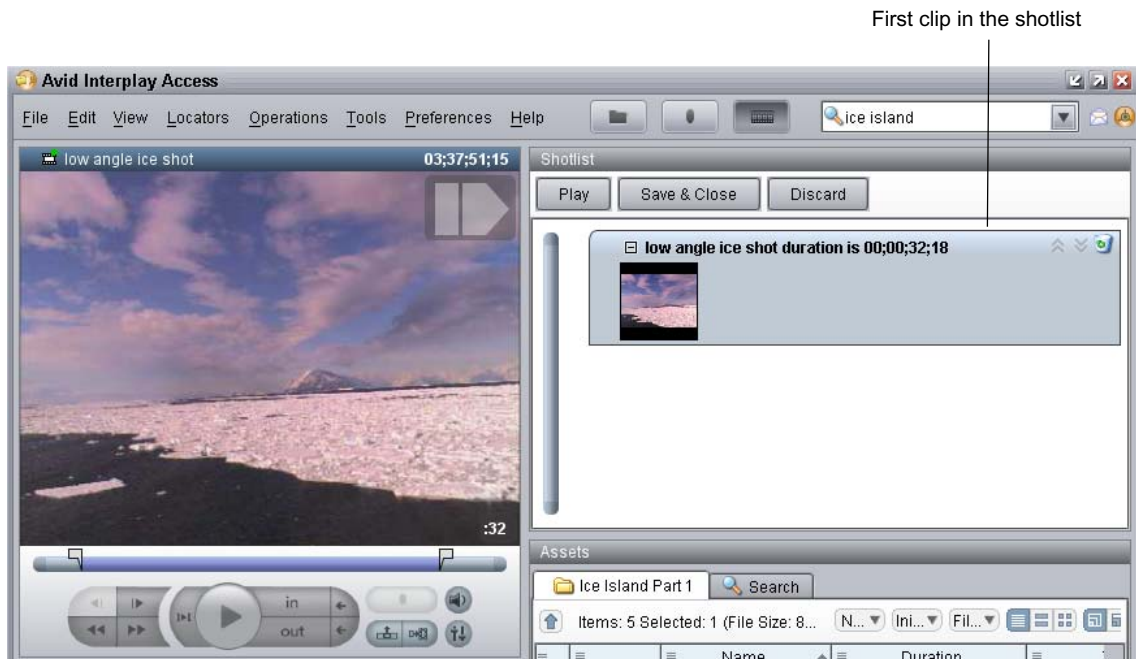 First clip in the shotlist
Avid Interplay Access
File Edit View Locators Operations Tools Preferences Help
ice island
low angle ice shot 03;37;51;15
Shotlist
Play Save & Close Discard
low angle ice shot duration is 00;00;32;18
:32
in
out
Assets
Ice Island Part 1 Search
Items: 5 Selected: 1 (File Size: 8... N... Ini... Fil...
Name Duration